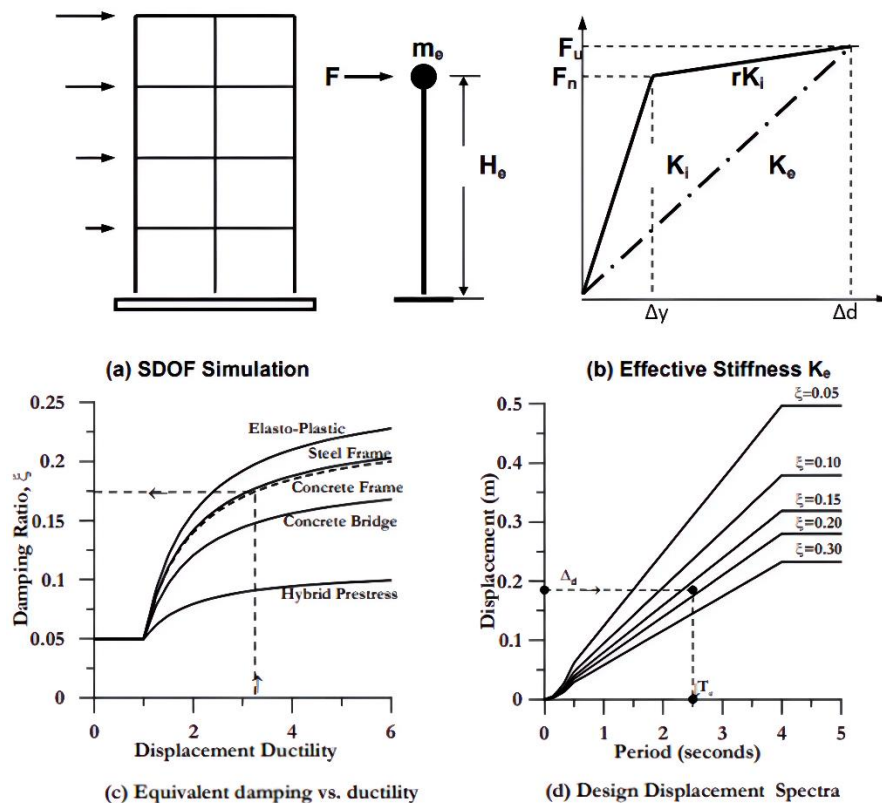 F
mₑ
Hₑ
Fᵤ
Fₙ
rKᵢ
Kᵢ
Kₑ
Δy
Δd
(a) SDOF Simulation
(b) Effective Stiffness Kₑ
0.25
0.2
0.15
0.1
0.05
0
Damping Ratio, ξ
Elasto-Plastic
Steel Frame
Concrete Frame
Concrete Bridge
Hybrid Prestress
0 2 4 6
Displacement Ductility
(c) Equivalent damping vs. ductility
0.5
0.4
0.3
0.2
0.1
0
Displacement (m)
ξ=0.05
ξ=0.10
ξ=0.15
ξ=0.20
ξ=0.30
Δd
Tₑ
0 1 2 3 4 5
Period (seconds)
(d) Design Displacement Spectra